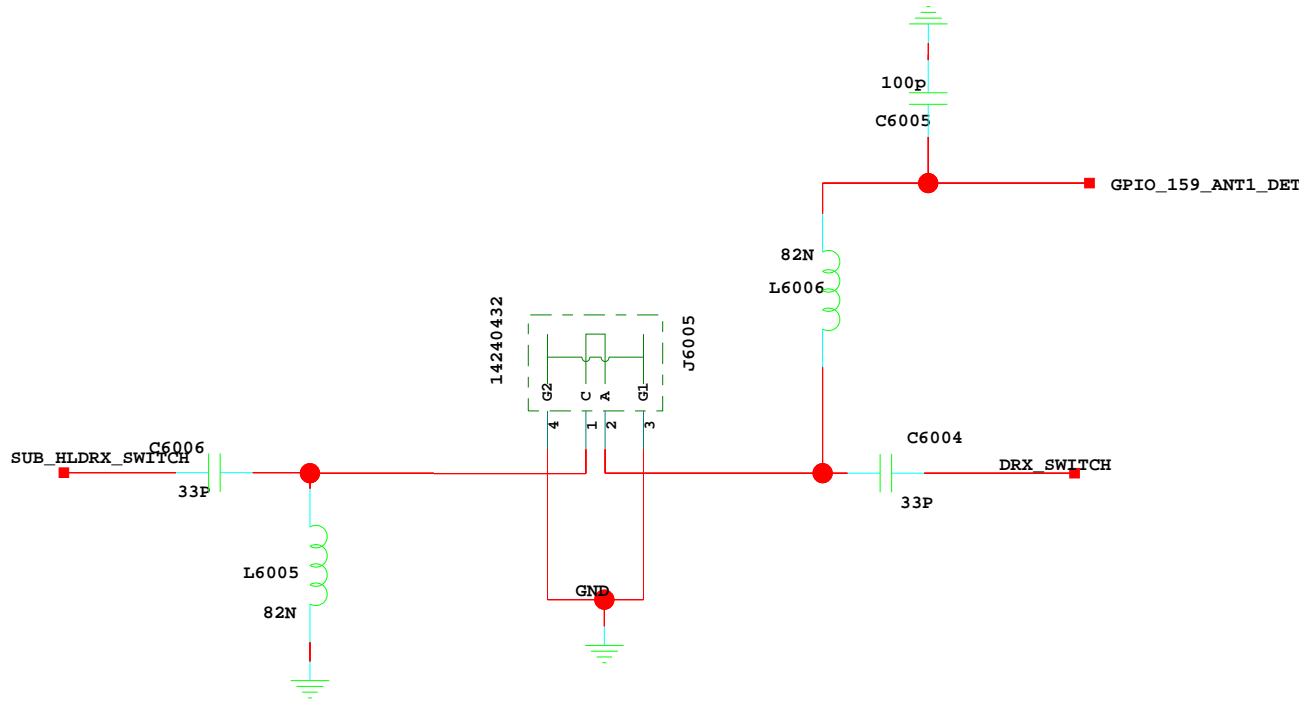 100p
C6005
GPIO_159_ANT1_DET
82N
L6006
14240432
J6005
G2
C
A
G1
4
1
2
3
C6006
SUB_HLDRX_SWITCH
33P
C6004
DRX_SWITCH
33P
L6005
82N
GND